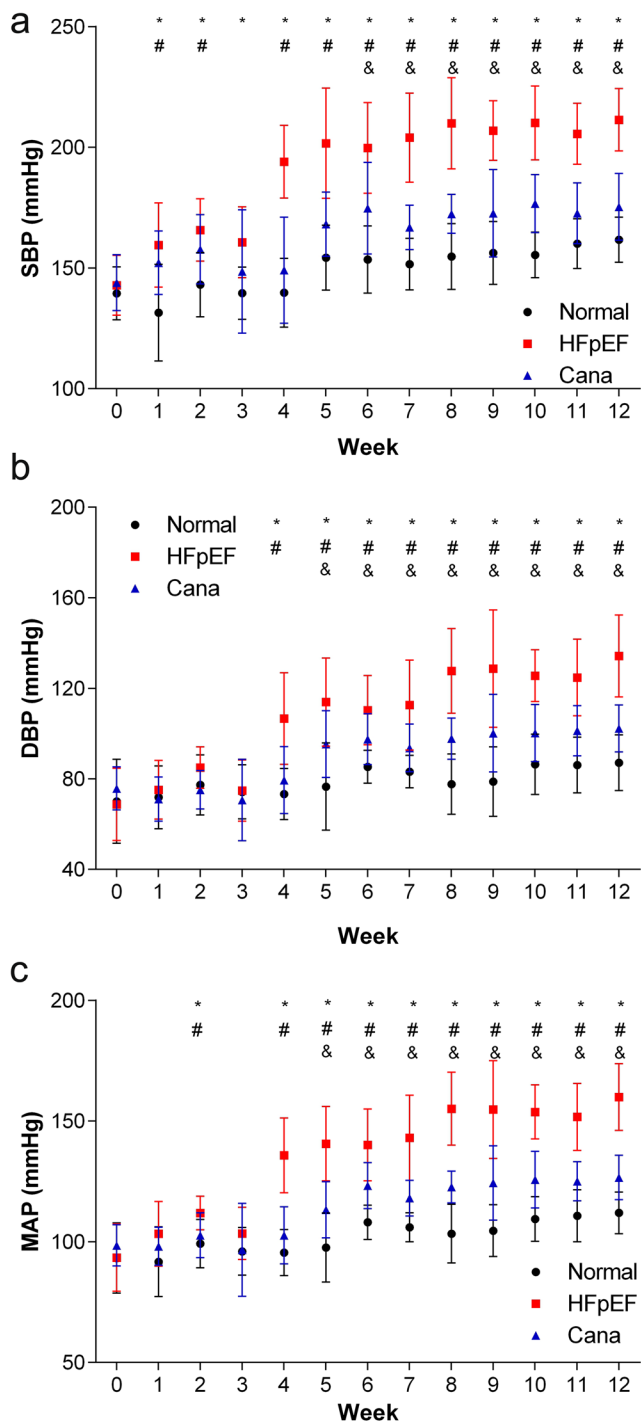 a
* * * * * * * * * * * *
# # # # # # # # # # #
& & & & & & &
250
200
150
100
SBP (mmHg)
Normal
HFpEF
Cana
0 1 2 3 4 5 6 7 8 9 10 11 12
Week
b
* * * * * * * * *
# # # # # # # # #
& & & & & & & &
200
160
120
80
40
DBP (mmHg)
Normal
HFpEF
Cana
0 1 2 3 4 5 6 7 8 9 10 11 12
Week
c
* * * * * * * * * *
# # # # # # # # # #
& & & & & & & &
200
150
100
50
MAP (mmHg)
Normal
HFpEF
Cana
0 1 2 3 4 5 6 7 8 9 10 11 12
Week